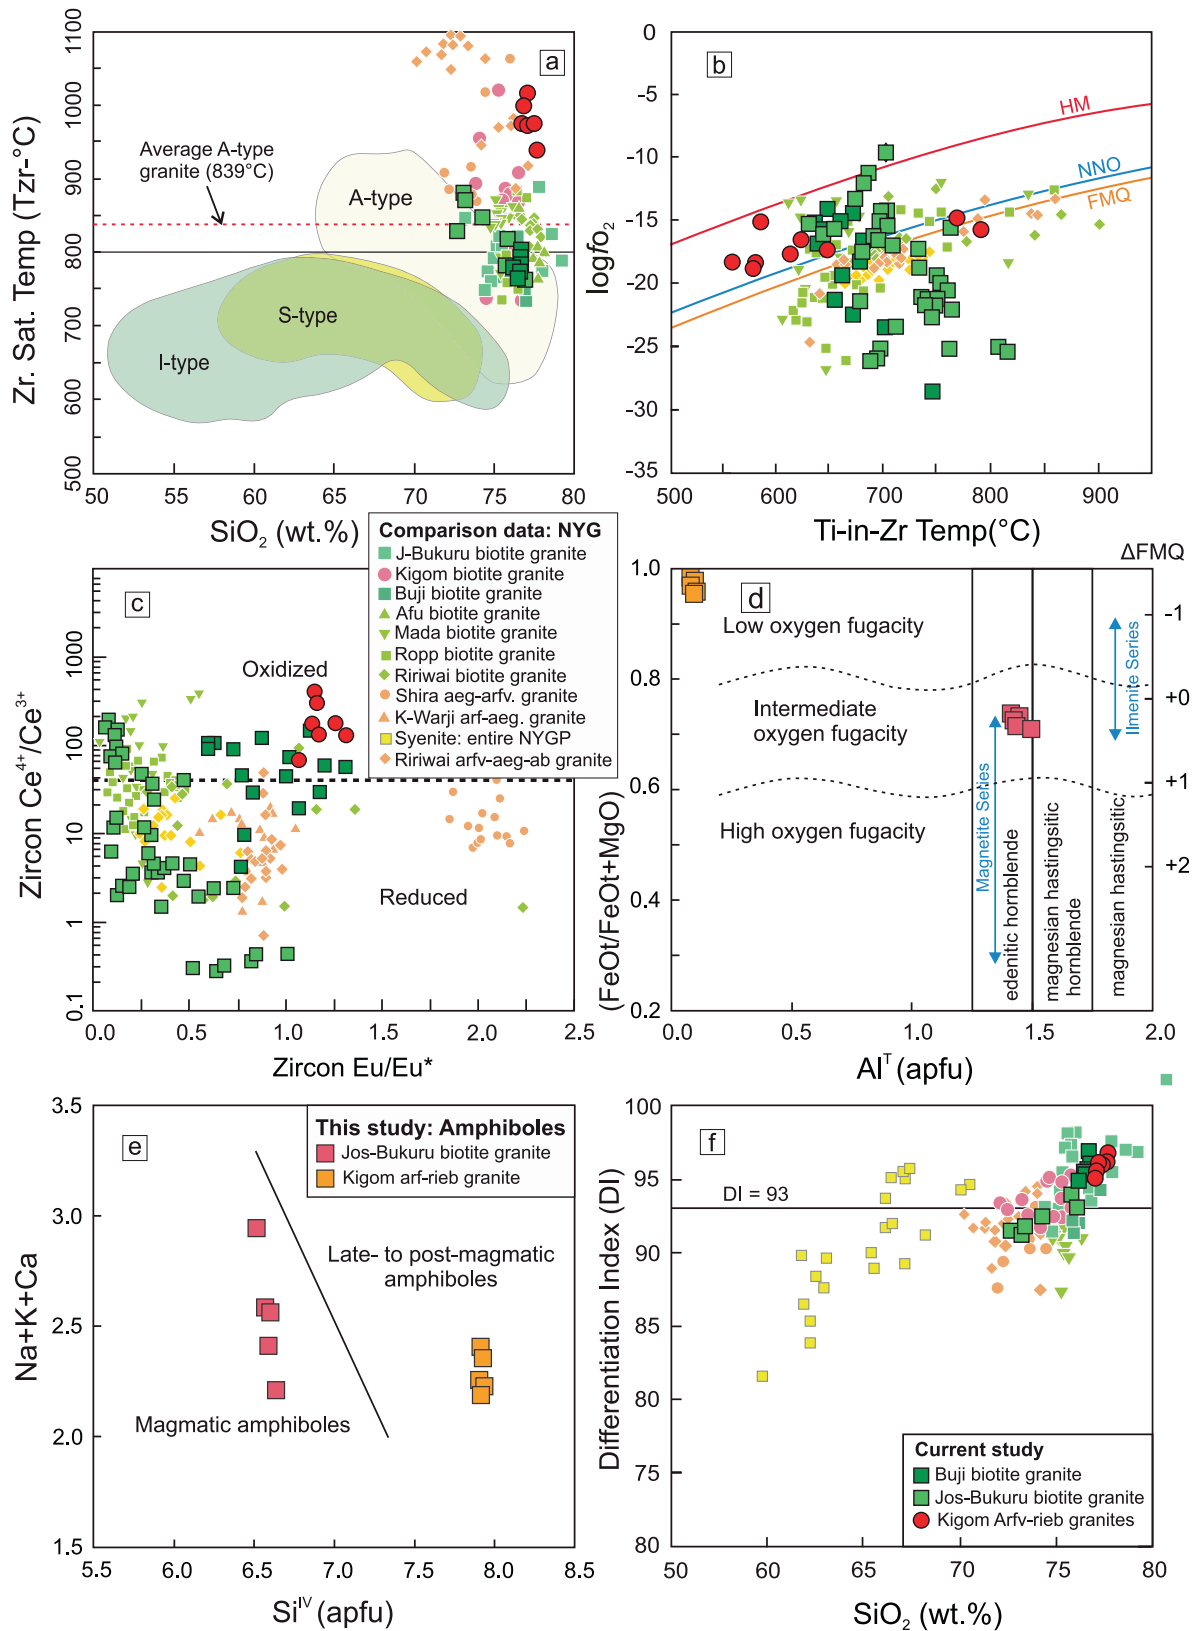 a
Zr. Sat. Temp (Tzr-°C)
1100
1000
900
800
700
600
500
Average A-type
granite (839°C)
A-type
S-type
I-type
50
55
60
65
70
75
80
SiO2 (wt.%)
b
logfo2
0
-5
-10
-15
-20
-25
-30
-35
HM
NNO
FMQ
500
600
700
800
900
Ti-in-Zr Temp(°C)
Comparison data: NYG
J-Bukuru biotite granite
Kigom biotite granite
Buji biotite granite
Afu biotite granite
Mada biotite granite
Ropp biotite granite
Ririwai biotite granite
Shira aeg-arfv. granite
K-Warji arf-aeg. granite
Syenite: entire NYGP
Ririwai arfv-aeg-ab granite
c
Zircon Ce4+/Ce3+
1000
100
10
1
0.1
Oxidized
Reduced
0.0
0.5
1.0
1.5
2.0
2.5
Zircon Eu/Eu*
d
(FeOt/FeOt+MgO)
1.0
0.8
0.6
0.4
0.2
Low oxygen fugacity
Intermediate
oxygen fugacity
High oxygen fugacity
Magnetite Series
edenitic hornblende
magnesian hastingsitic
hornblende
magnesian hastingsitic
Ilmenite Series
ΔFMQ
-1
+0
+1
+2
0.0
0.5
1.0
1.5
2.0
AlT (apfu)
e
Na+K+Ca
3.5
3.0
2.5
2.0
1.5
This study: Amphiboles
Jos-Bukuru biotite granite
Kigom arf-rieb granite
Late- to post-magmatic
amphiboles
Magmatic amphiboles
5.5
6.0
6.5
7.0
7.5
8.0
8.5
SiIV (apfu)
f
Differentiation Index (DI)
100
95
90
85
80
75
80
DI = 93
Current study
Buji biotite granite
Jos-Bukuru biotite granite
Kigom Arfv-rieb granites
50
60
70
80
SiO2 (wt.%)